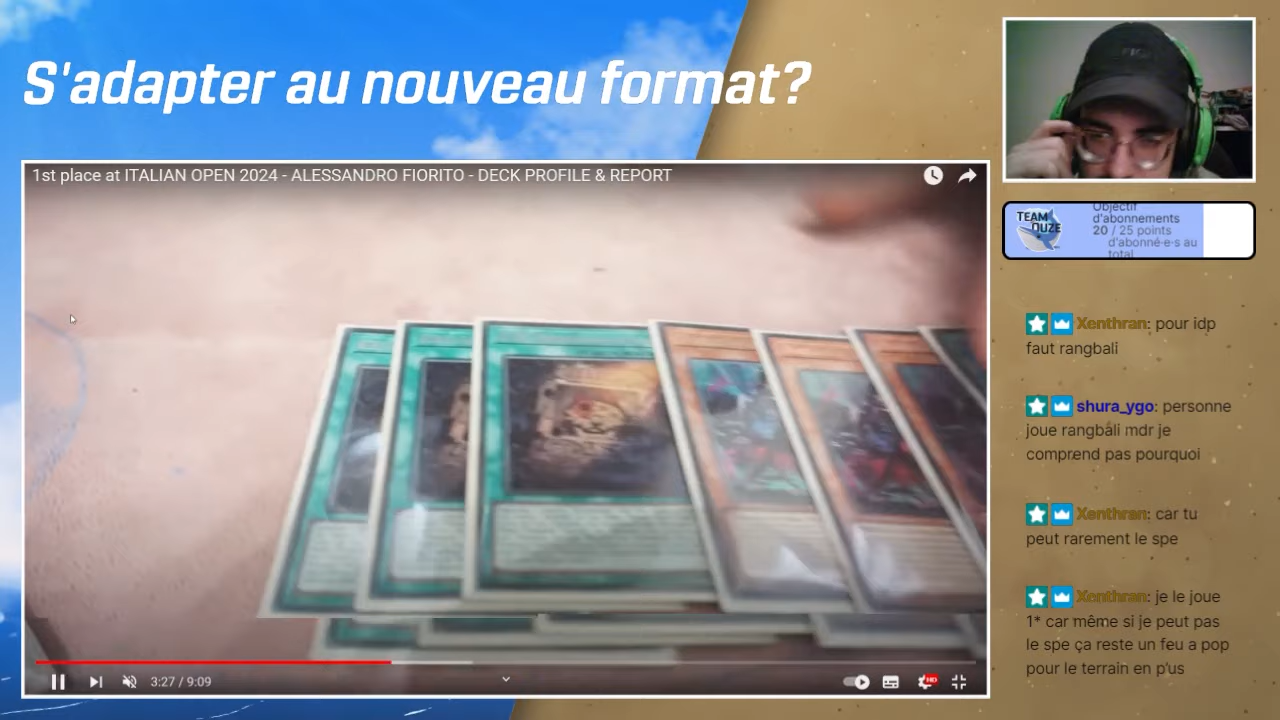 S'adapter au nouveau format?
1st place at ITALIAN OPEN 2024 - ALESSANDRO FIORITO - DECK PROFILE & REPORT
TEAM
OUZE
Objectif
d'abonnements
20 / 25 points
d'abonné·e·s au
total
Xenthran: pour idp
faut rangbali
shura_ygo: personne
joue rangbali mdr je
comprend pas pourquoi
Xenthran: car tu
peut rarement le spe
Xenthran: je le joue
1* car même si je peut pas
le spe ça reste un feu a pop
pour le terrain en p'us
3:27 / 9:09
HD